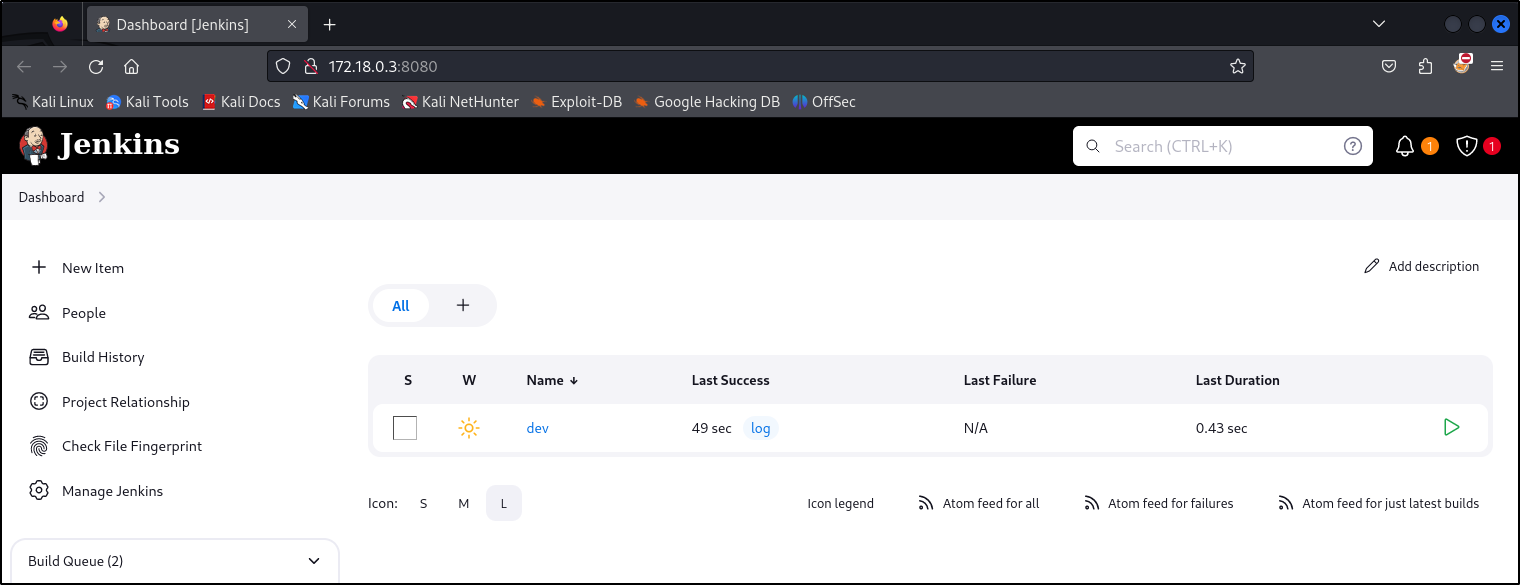 Dashboard [Jenkins]
172.18.0.3:8080
Kali Linux Kali Tools Kali Docs Kali Forums Kali NetHunter Exploit-DB Google Hacking DB OffSec
Jenkins Search (CTRL+K) ? 1 1
Dashboard
New Item
People
Build History
Project Relationship
Check File Fingerprint
Manage Jenkins
Build Queue (2)
Add description
All +
S W Name ↓ Last Success Last Failure Last Duration
dev 49 sec log N/A 0.43 sec
Icon: S M L Icon legend Atom feed for all Atom feed for failures Atom feed for just latest builds